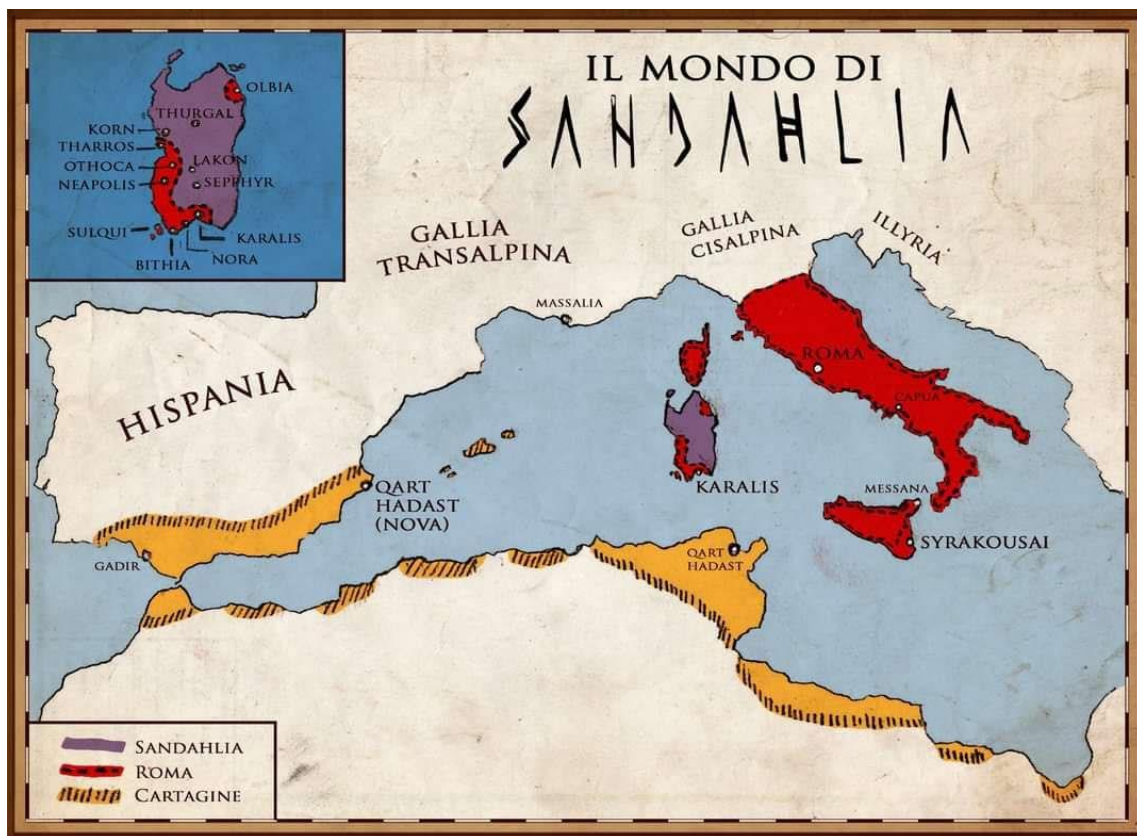 IL MONDO DI
SANDAHLIA
OLBIA
THURGAL
KORN
THARROS
OTHOCA
LAKON
NEAPOLIS
SEPPHYR
SULQUI
KARALIS
NORA
BITHIA
GALLIA
TRANSALPINA
GALLIA
CISALPINA
ILLYRIA
MASSALIA
ROMA
HISPANIA
CAPUA
KARALIS
QART
HADAST
(NOVA)
MESSANA
SYRAKOUSAI
GADIR
QART
HADAST
SANDAHLIA
ROMA
CARTAGINE